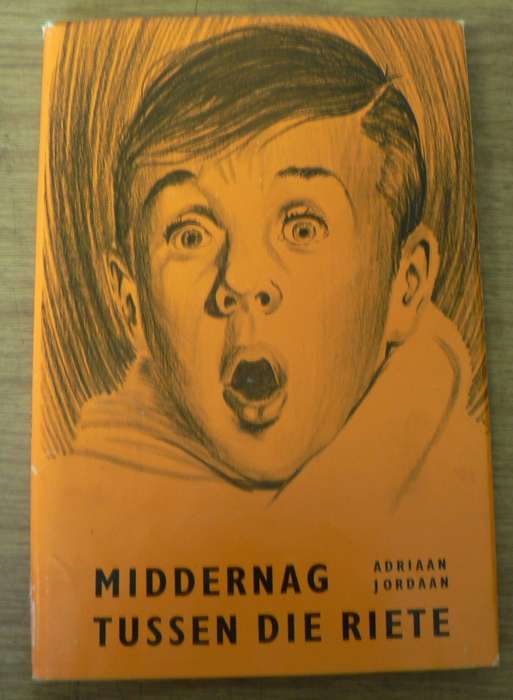 MIDDERNAG
ADRIAAN
JORDAAN
TUSSEN DIE RIETE